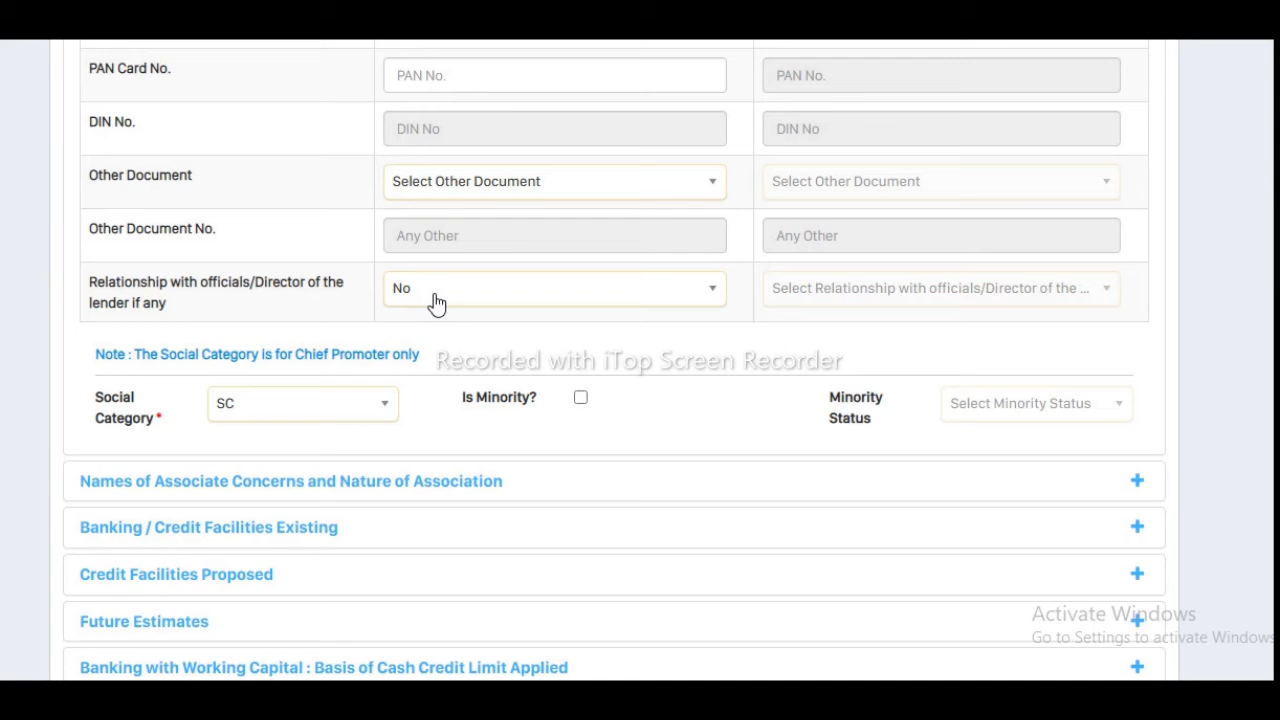 PAN Card No.
PAN No.
PAN No.
DIN No.
DIN No
DIN No
Other Document
Select Other Document
Select Other Document
Other Document No.
Any Other
Any Other
Relationship with officials/Director of the
lender if any
No
Select Relationship with officials/Director of the ...
Note : The Social Category is for Chief Promoter only
Recorded with iTop Screen Recorder
Social
Category *
SC
Is Minority?
Minority
Status
Select Minority Status
Names of Associate Concerns and Nature of Association
Banking / Credit Facilities Existing
Credit Facilities Proposed
Future Estimates
Activate Windows
Go to Settings to activate Windows
Banking with Working Capital : Basis of Cash Credit Limit Applied